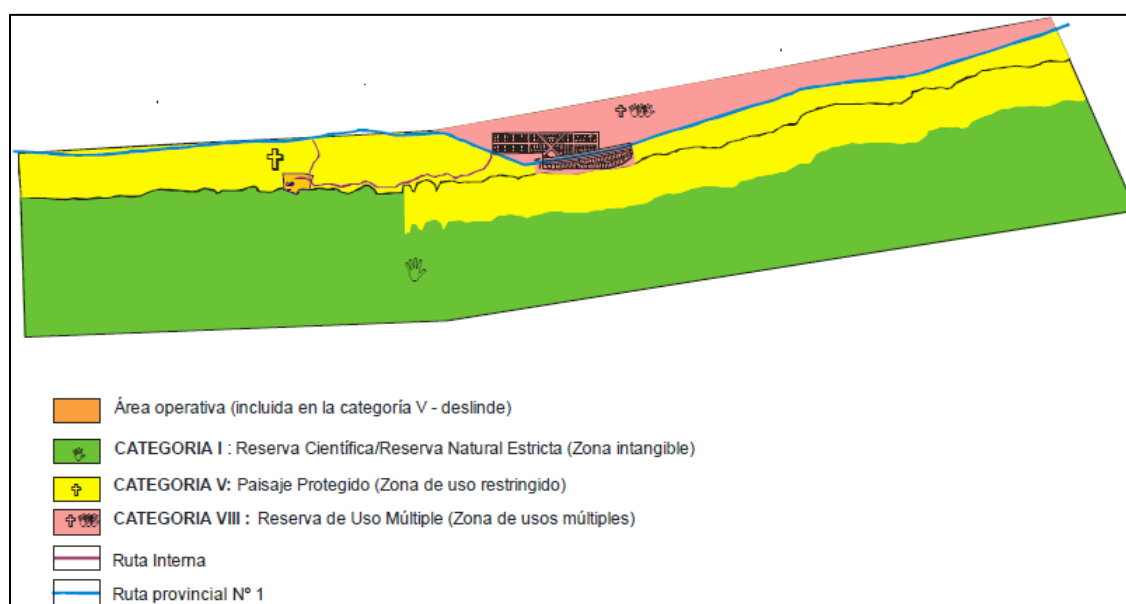 Área operativa (incluida en la categoría V - deslinde)
CATEGORIA I : Reserva Científica/Reserva Natural Estricta (Zona intangible)
CATEGORIA V: Paisaje Protegido (Zona de uso restringido)
CATEGORIA VIII : Reserva de Uso Múltiple (Zona de usos múltiples)
Ruta Interna
Ruta provincial Nº 1